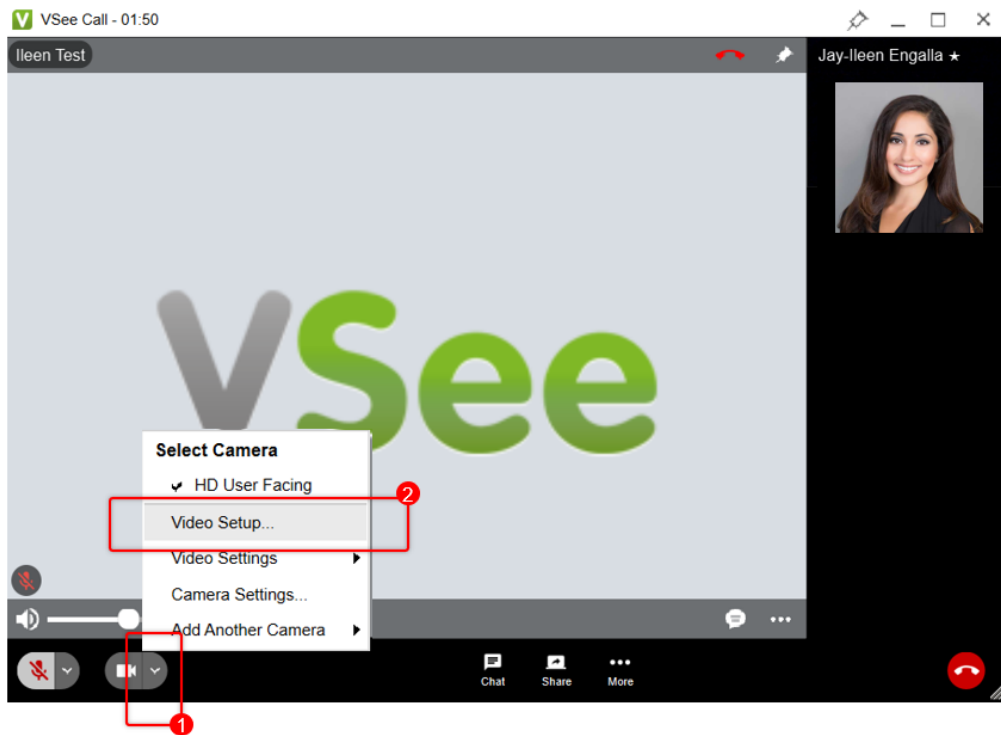 VSee Call - 01:50
Ileen Test
Jay-Ileen Engalla ★
VSee
Select Camera
HD User Facing
2
Video Setup...
Video Settings
Camera Settings...
Add Another Camera
Chat
Share
More
1